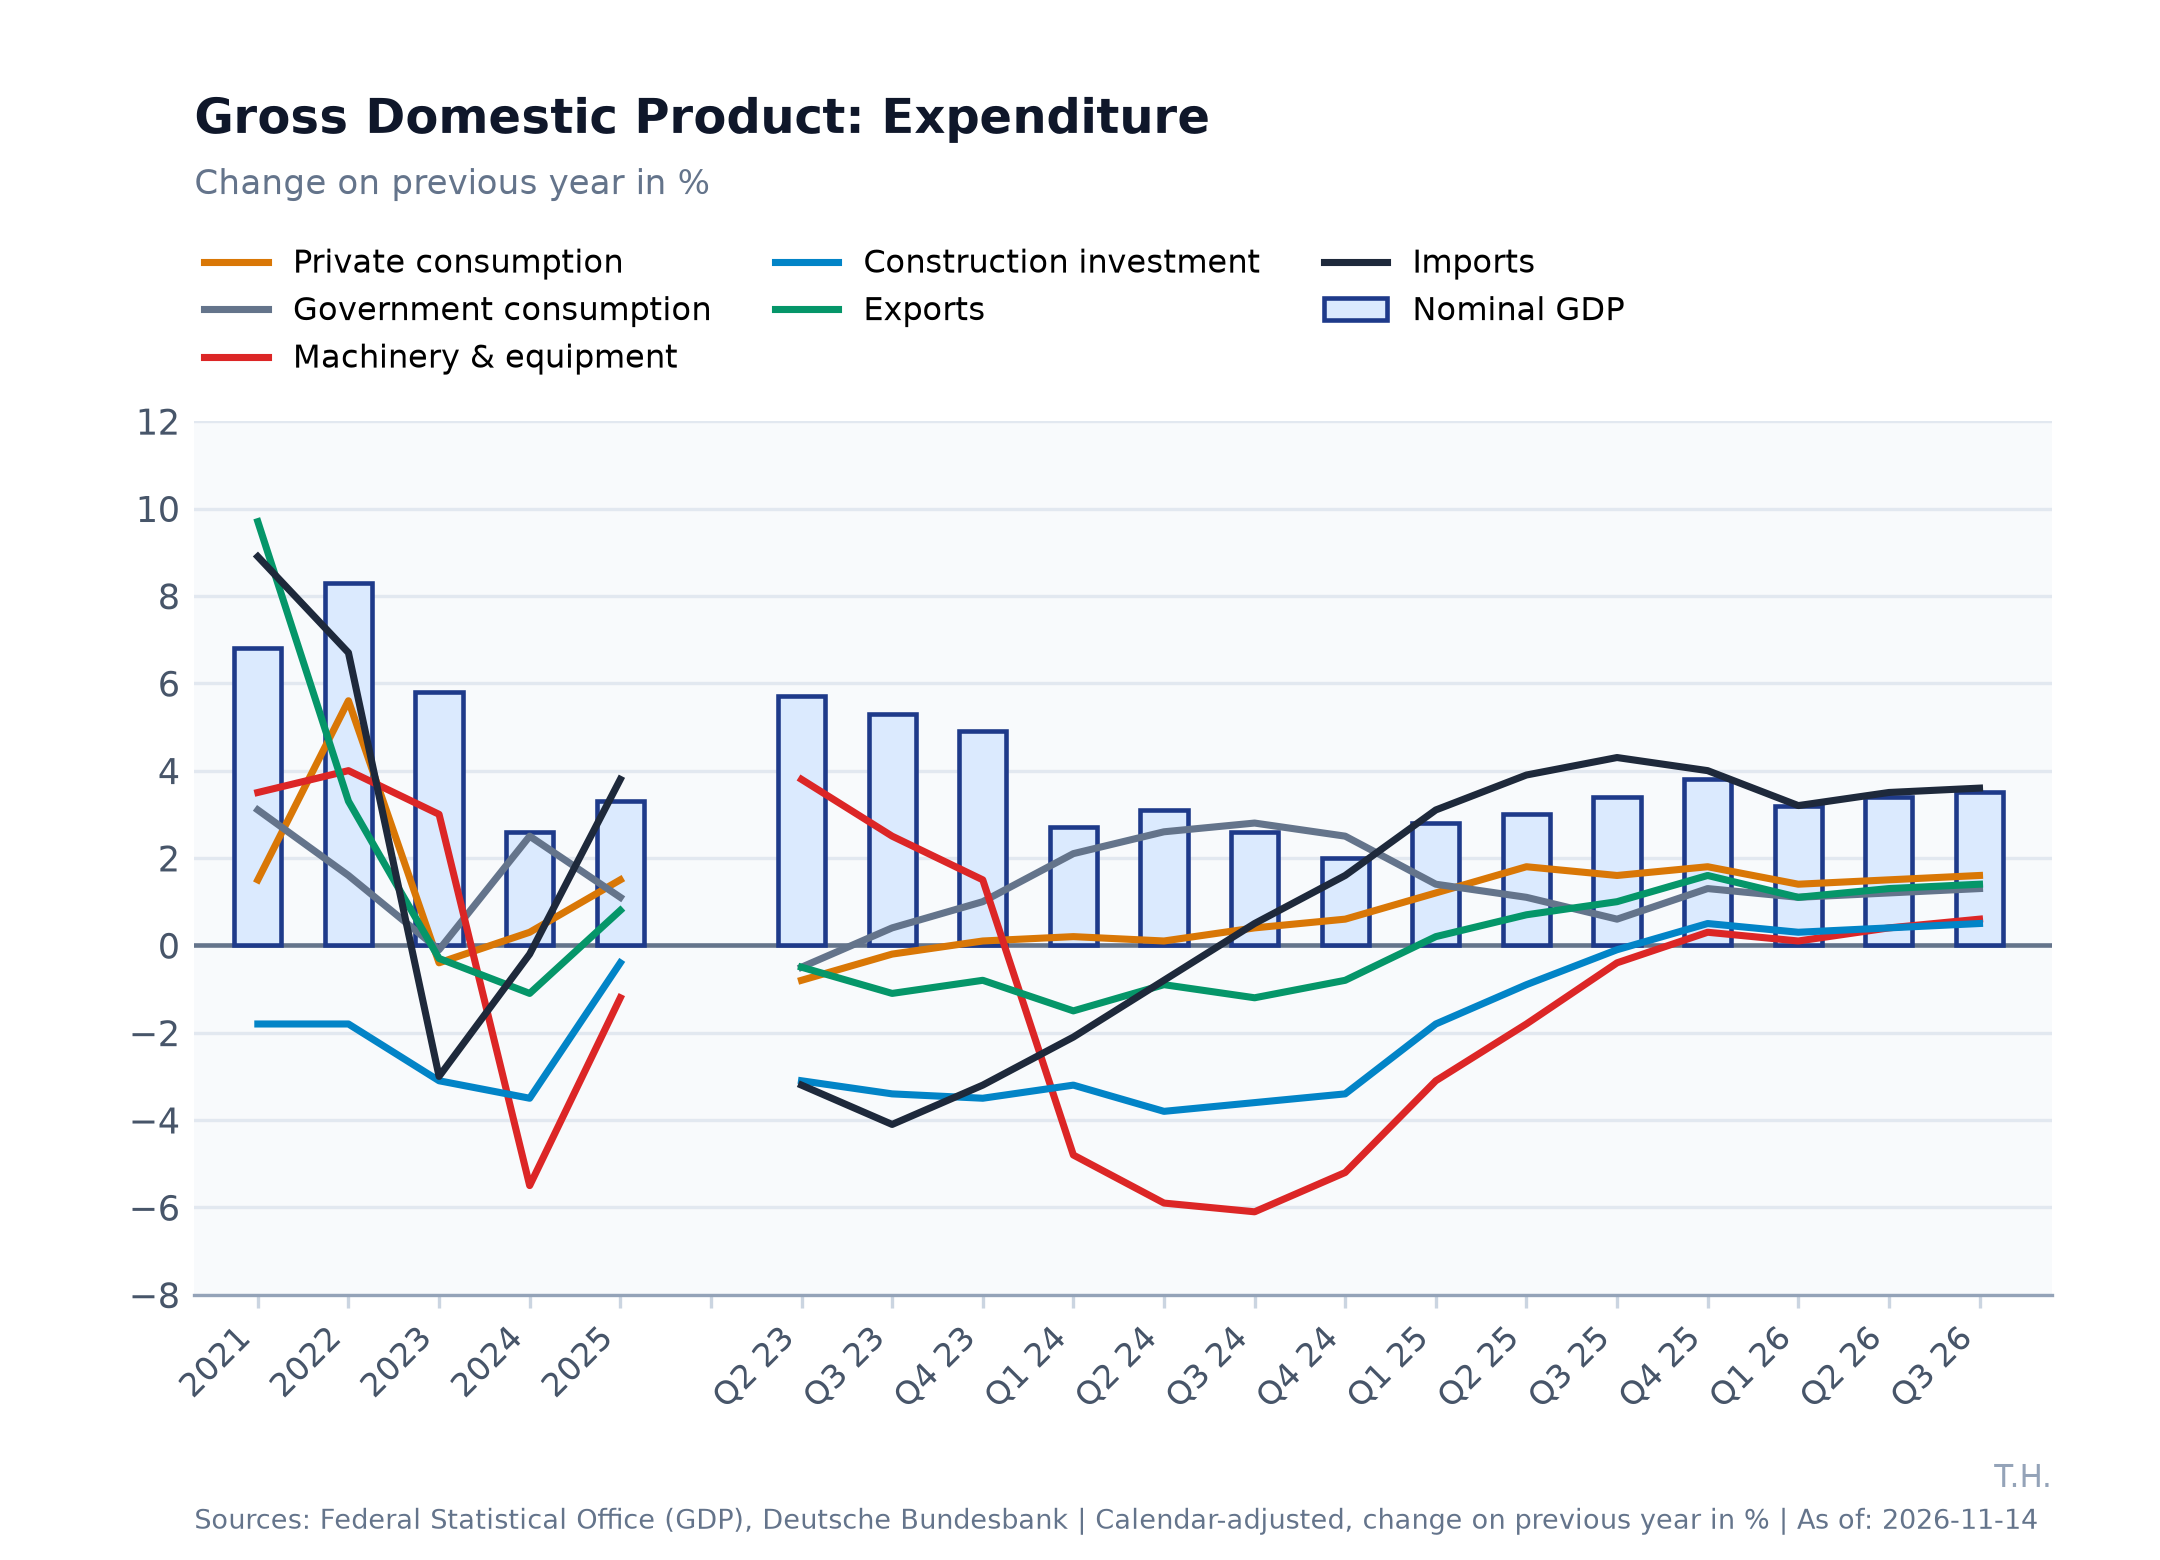 Gross Domestic Product: Expenditure
Change on previous year in %
Private consumption
Government consumption
Machinery & equipment
Construction investment
Exports
Imports
Nominal GDP
12
10
8
6
4
2
0
−2
−4
−6
−8
2021
2022
2023
2024
2025
Q2 23
Q3 23
Q4 23
Q1 24
Q2 24
Q3 24
Q4 24
Q1 25
Q2 25
Q3 25
Q4 25
Q1 26
Q2 26
Q3 26
T.H.
Sources: Federal Statistical Office (GDP), Deutsche Bundesbank | Calendar-adjusted, change on previous year in % | As of: 2026-11-14